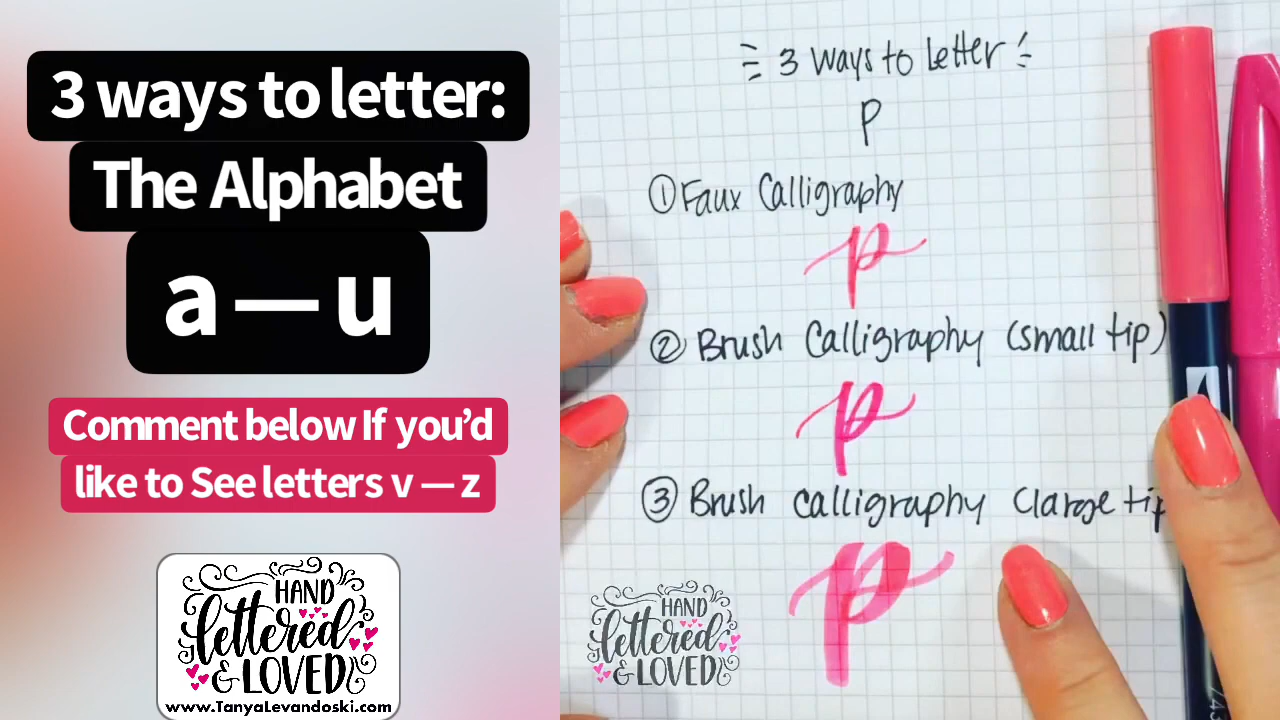 3 ways to letter:
The Alphabet
a — u
Comment below If you'd
like to See letters v — z
HAND
lettered
& LOVED
www.TanyaLevandoski.com
3 Ways to Letter
p
① Faux Calligraphy
p
② Brush Calligraphy (small tip)
p
③ Brush Calligraphy (large tip
p
HAND
lettered
& LOVED